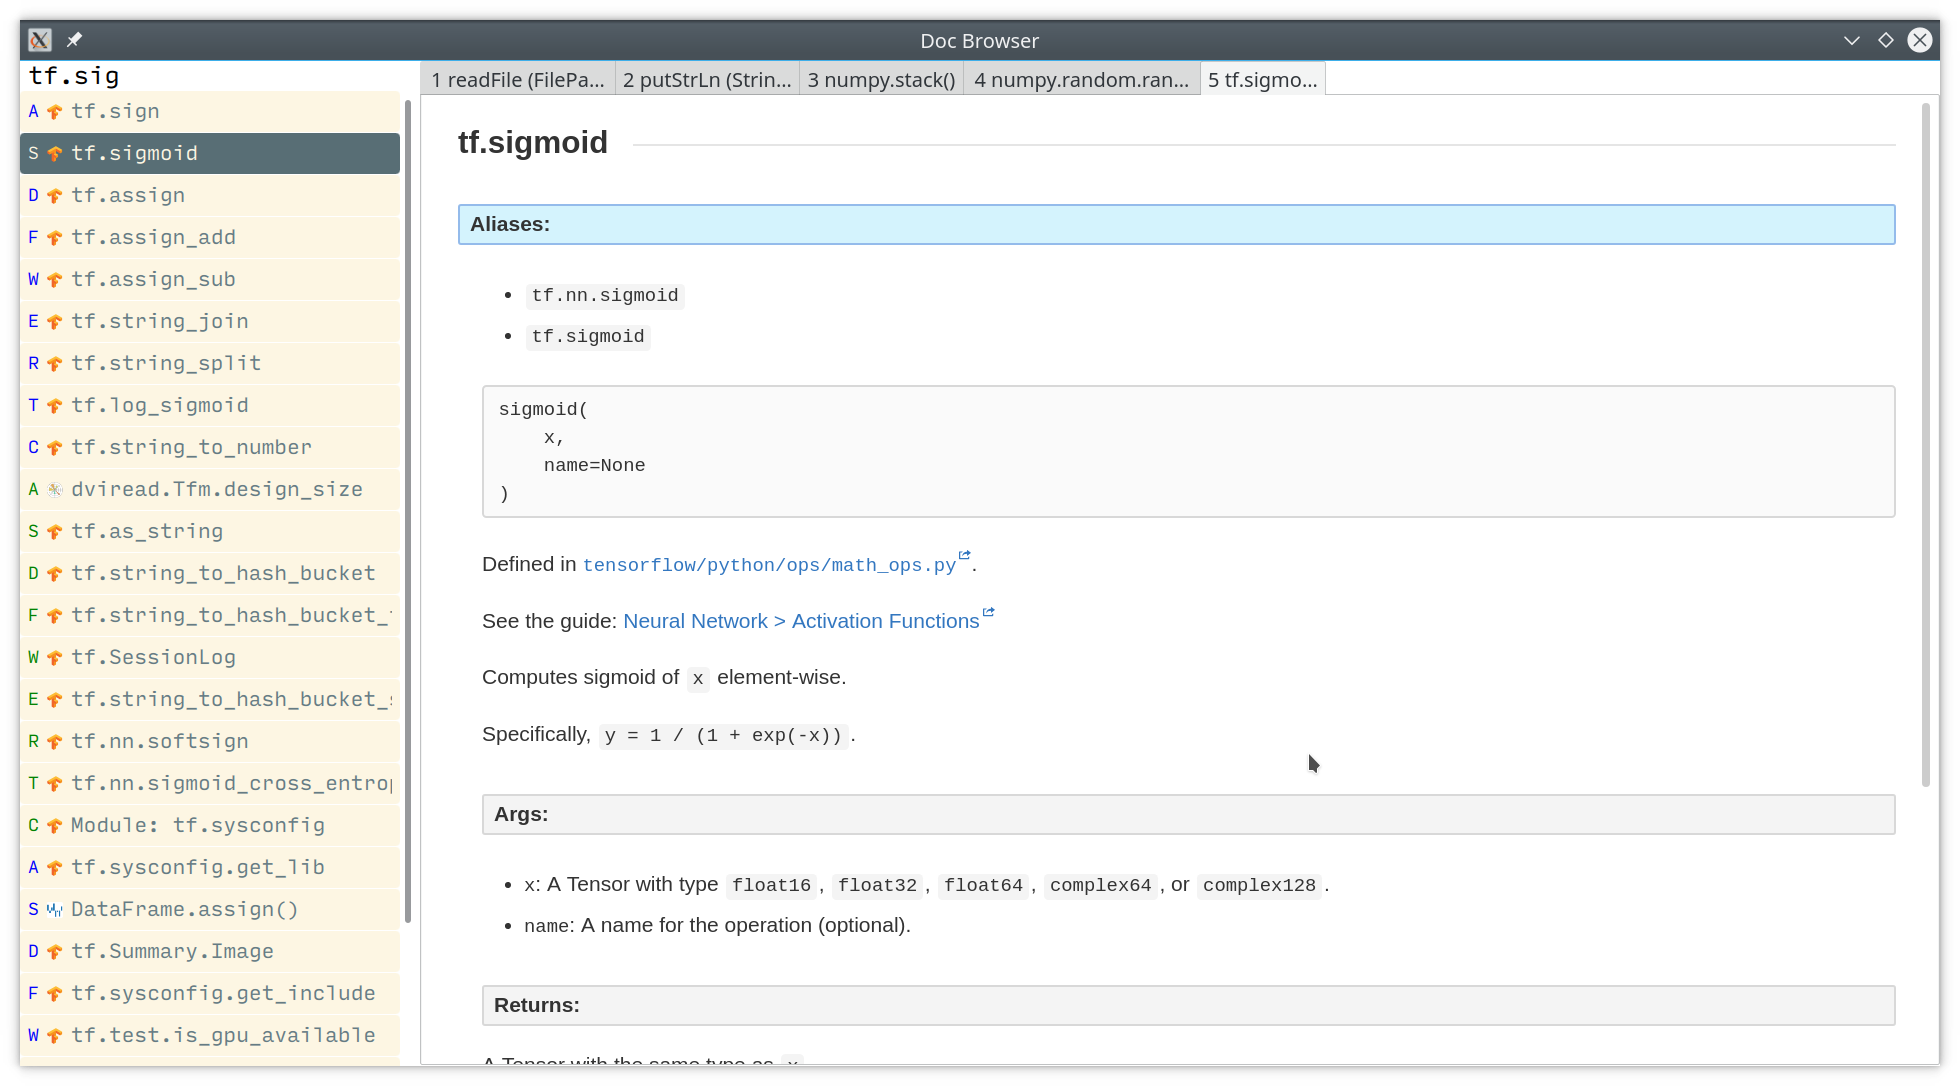 Doc Browser
tf.sig
A tf.sign
S tf.sigmoid
D tf.assign
F tf.assign_add
W tf.assign_sub
E tf.string_join
R tf.string_split
T tf.log_sigmoid
C tf.string_to_number
A dviread.Tfm.design_size
S tf.as_string
D tf.string_to_hash_bucket
F tf.string_to_hash_bucket_
W tf.SessionLog
E tf.string_to_hash_bucket_
R tf.nn.softsign
T tf.nn.sigmoid_cross_entro
C Module: tf.sysconfig
A tf.sysconfig.get_lib
S DataFrame.assign()
D tf.Summary.Image
F tf.sysconfig.get_include
W tf.test.is_gpu_available
1 readFile (FilePa... 2 putStrLn (Strin... 3 numpy.stack() 4 numpy.random.ran... 5 tf.sigmo...
tf.sigmoid
Aliases:
• tf.nn.sigmoid
• tf.sigmoid
sigmoid(
    x,
    name=None
)
Defined in tensorflow/python/ops/math_ops.py.
See the guide: Neural Network > Activation Functions
Computes sigmoid of x element-wise.
Specifically, y = 1 / (1 + exp(-x)).
Args:
• x: A Tensor with type float16, float32, float64, complex64, or complex128.
• name: A name for the operation (optional).
Returns:
A Tensor with the same type as x